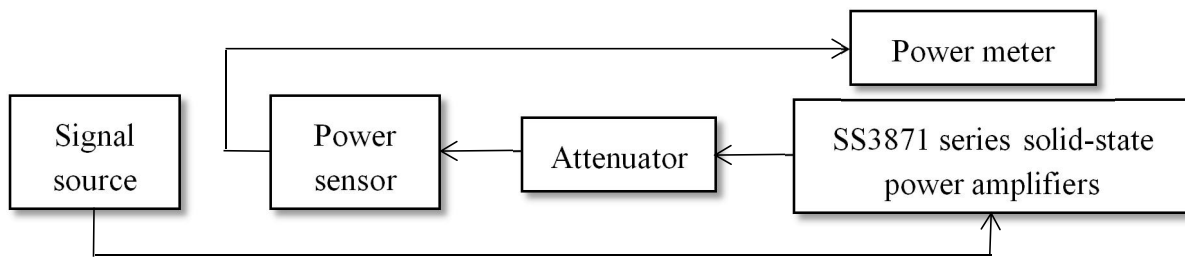 Power meter
Signal
source
Power
sensor
Attenuator
SS3871 series solid-state
power amplifiers